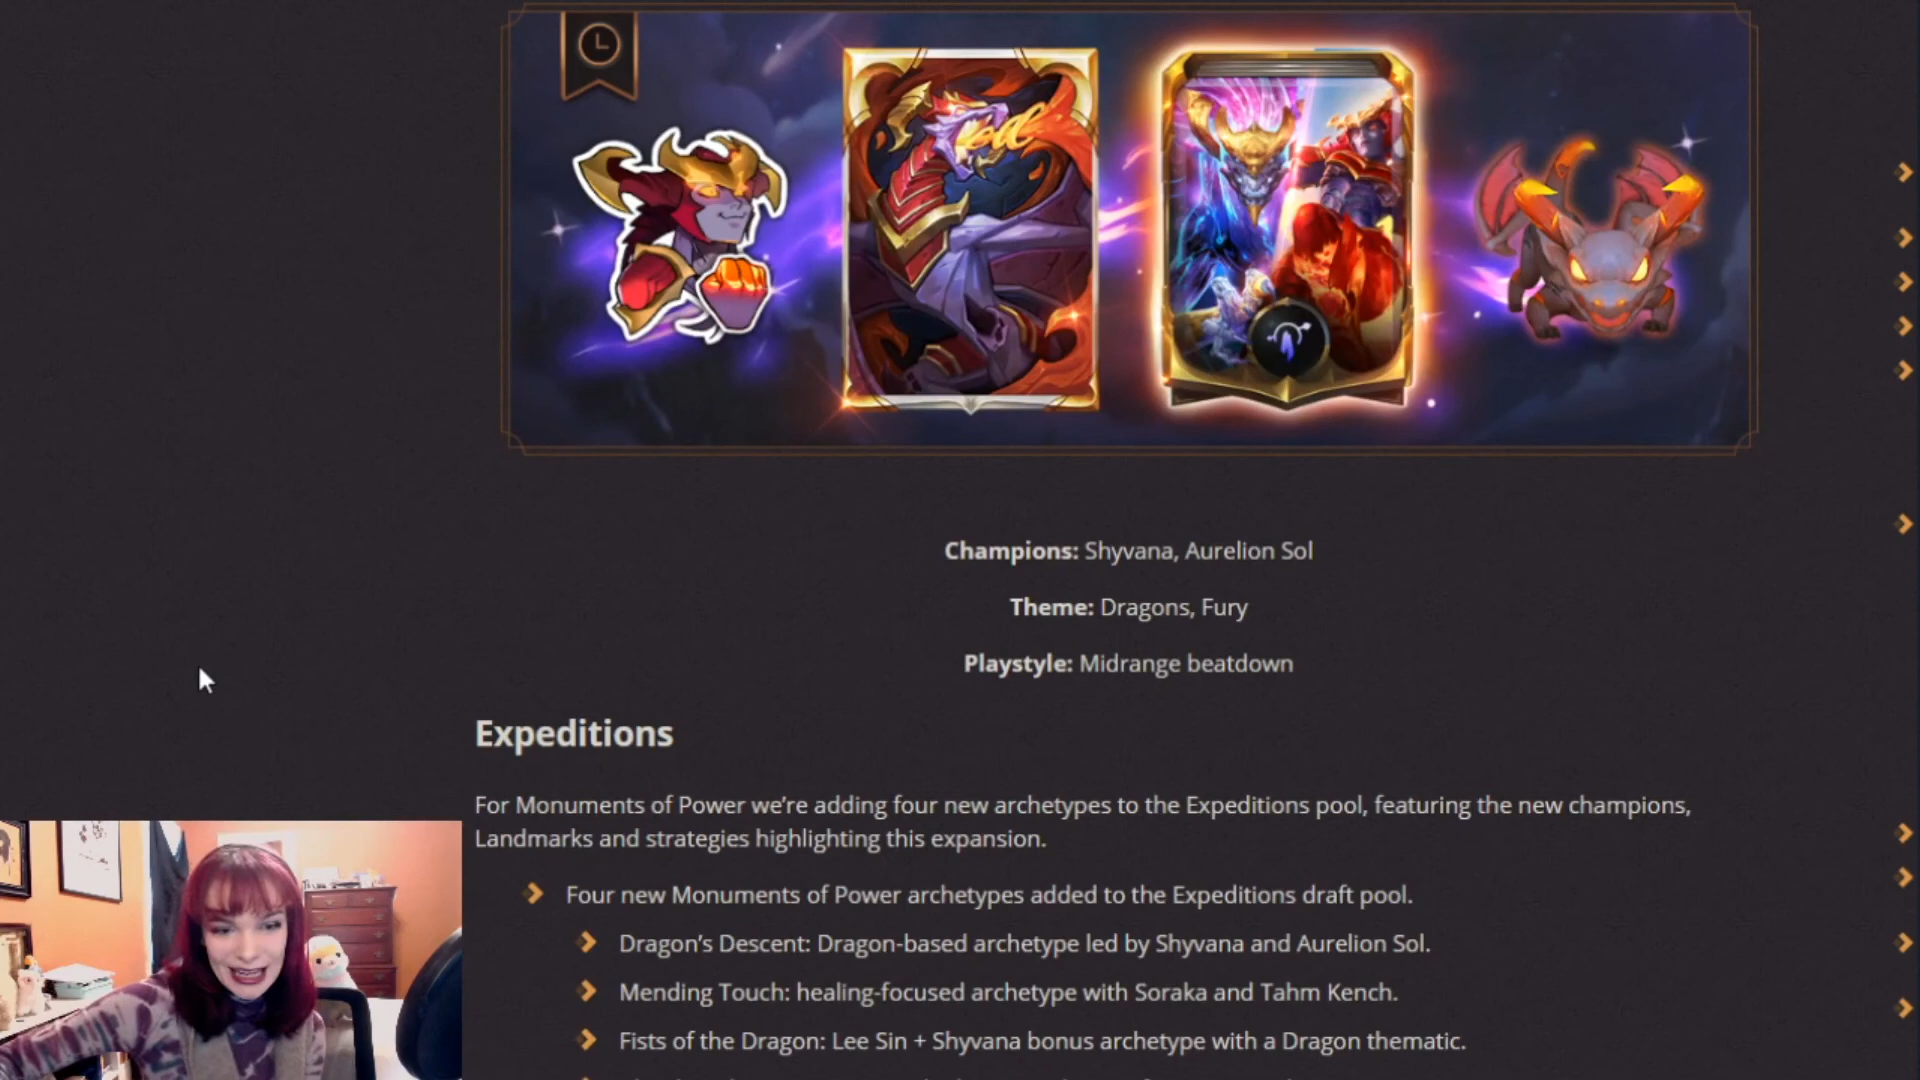 Champions: Shyvana, Aurelion Sol
Theme: Dragons, Fury
Playstyle: Midrange beatdown
Expeditions
For Monuments of Power we're adding four new archetypes to the Expeditions pool, featuring the new champions,
Landmarks and strategies highlighting this expansion.
Four new Monuments of Power archetypes added to the Expeditions draft pool.
Dragon's Descent: Dragon-based archetype led by Shyvana and Aurelion Sol.
Mending Touch: healing-focused archetype with Soraka and Tahm Kench.
Fists of the Dragon: Lee Sin + Shyvana bonus archetype with a Dragon thematic.